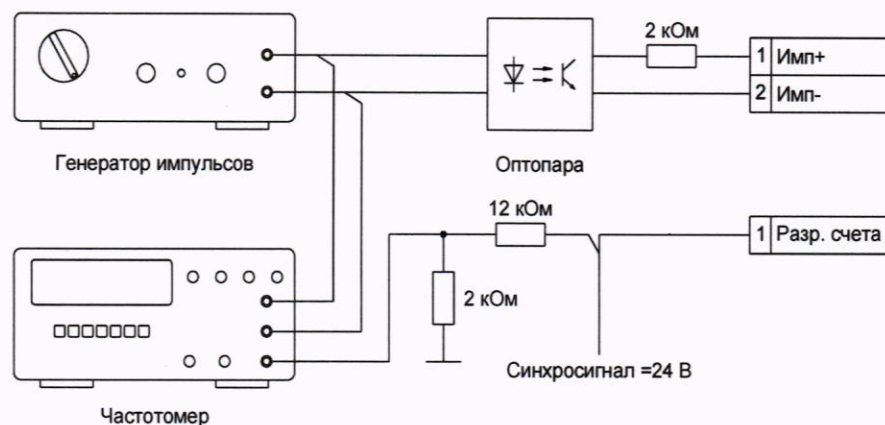 2 кОм
1 Имп+
2 Имп-
Генератор импульсов
Оптопара
12 кОм
1 Разр. счета
2 кОм
Синхросигнал =24 В
Частотомер